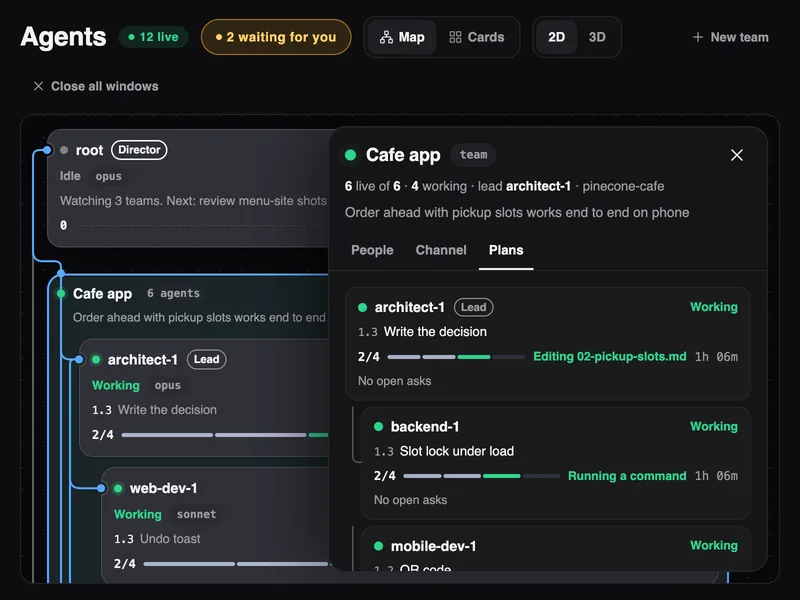 Agents
12 live
2 waiting for you
Map
Cards
2D
3D
New team
Close all windows
root Director
Idle opus
Watching 3 teams. Next: review menu-site shots
0
Cafe app 6 agents
Order ahead with pickup slots works end to end
architect-1 Lead
Working opus
1.3 Write the decision
2/4
web-dev-1
Working sonnet
1.3 Undo toast
2/4
Cafe app team
6 live of 6 · 4 working · lead architect-1 · pinecone-cafe
Order ahead with pickup slots works end to end on phone
People Channel Plans
architect-1 Lead Working
1.3 Write the decision
2/4 Editing 02-pickup-slots.md 1h 06m
No open asks
backend-1 Working
1.3 Slot lock under load
2/4 Running a command 1h 06m
No open asks
mobile-dev-1 Working
1.2 QR code